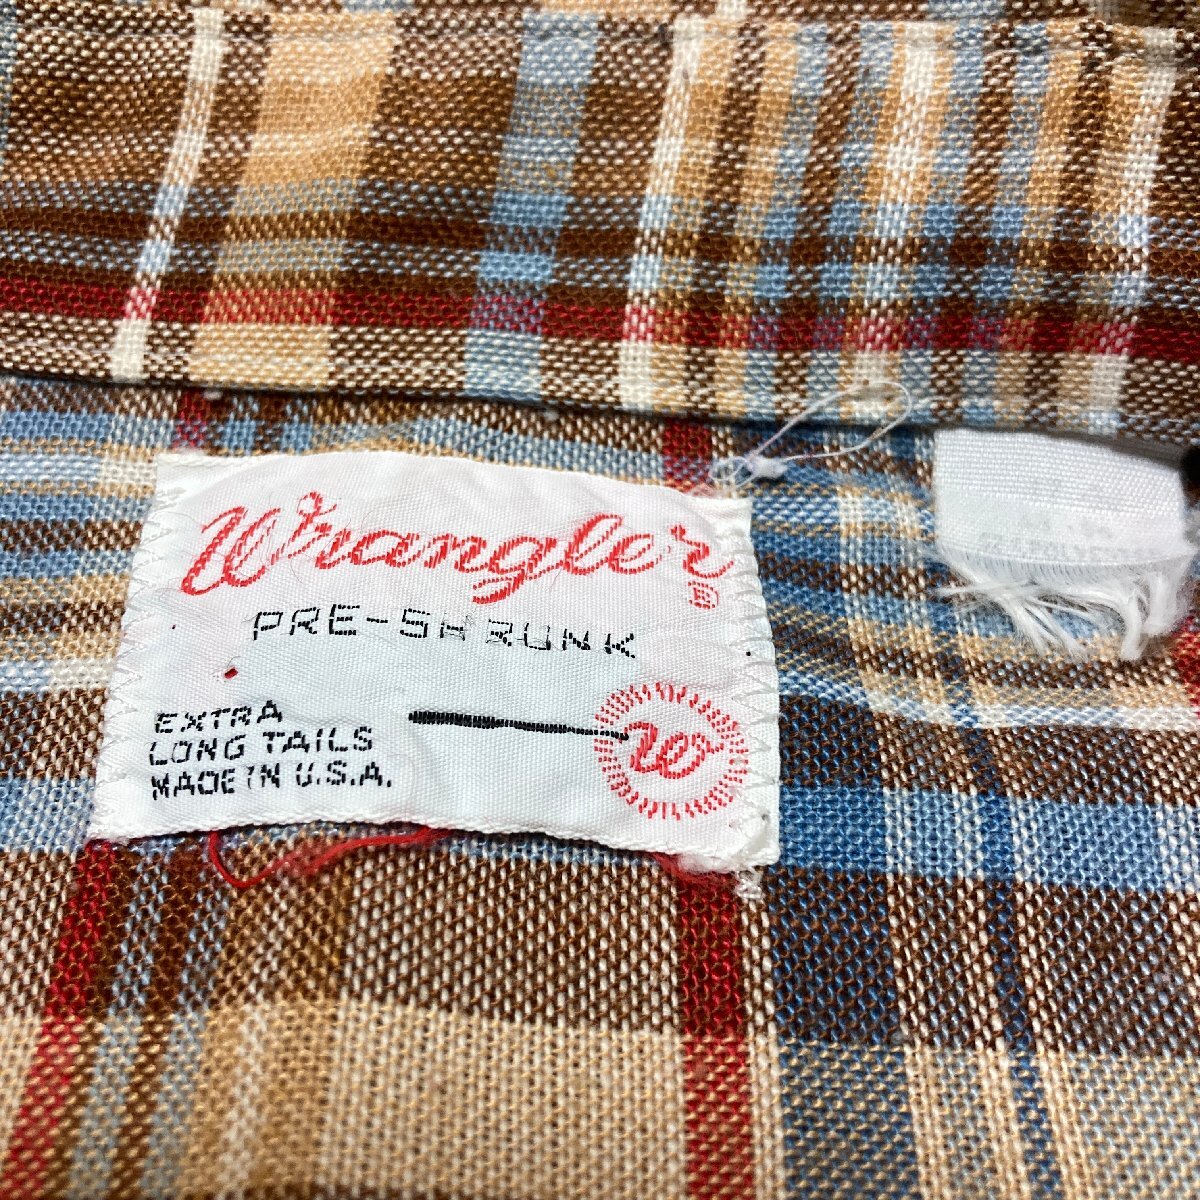 Wrangler®
PRE-SHRUNK
EXTRA
LONG TAILS
MADE IN U.S.A.
W